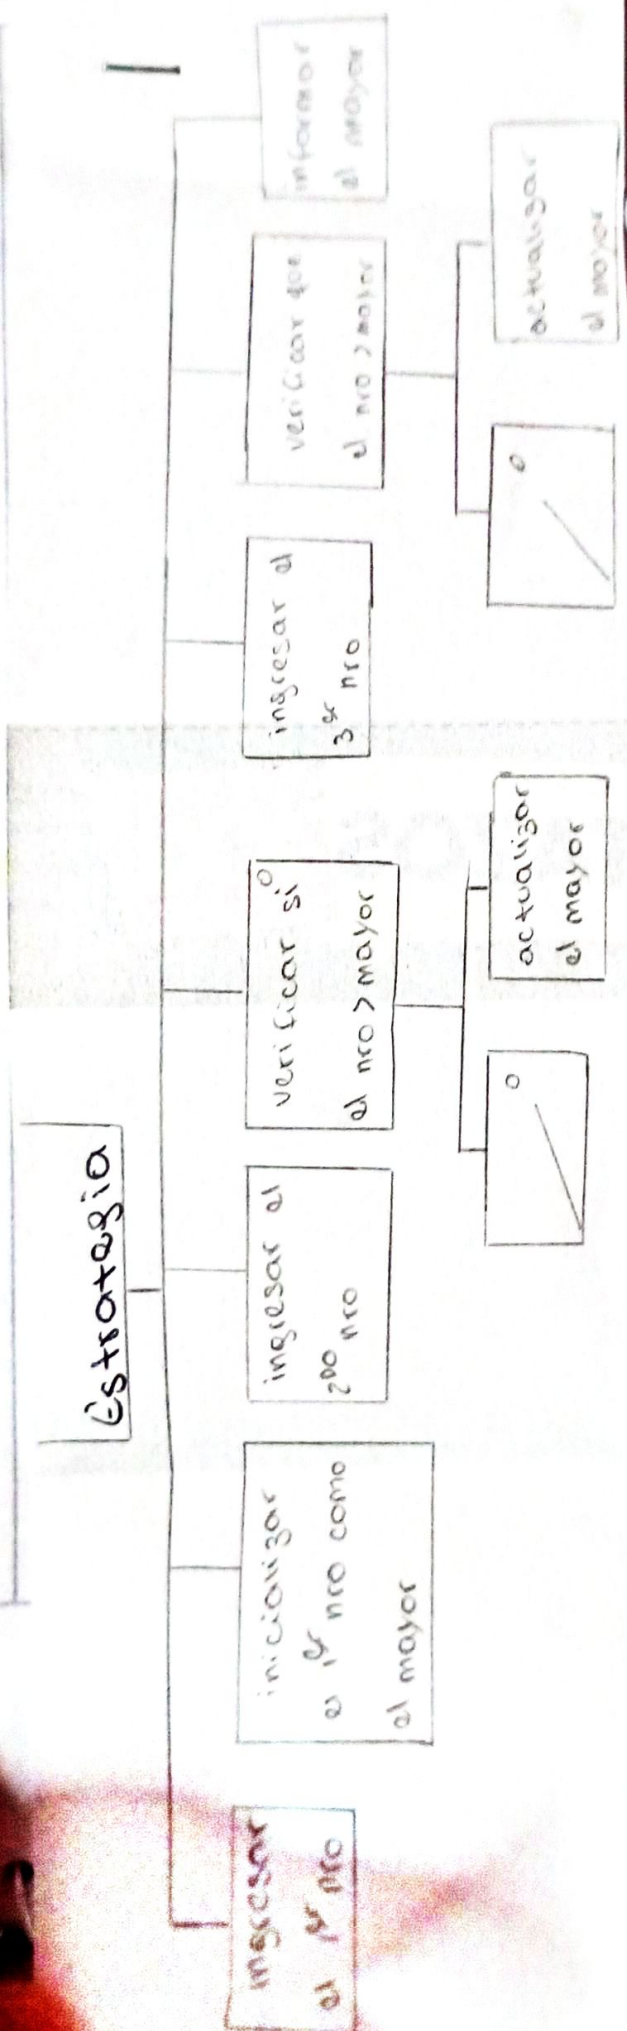 Estrategia
ingresar
el 1er nro
inicializar
el 1er nro como
el mayor
ingresar el
2DO nro
verificar si o
el nro > mayor
o
actualizar
el mayor
ingresar el
3er nro
verificar que
el nro > mayor
o
actualizar
el mayor
informar
el mayor